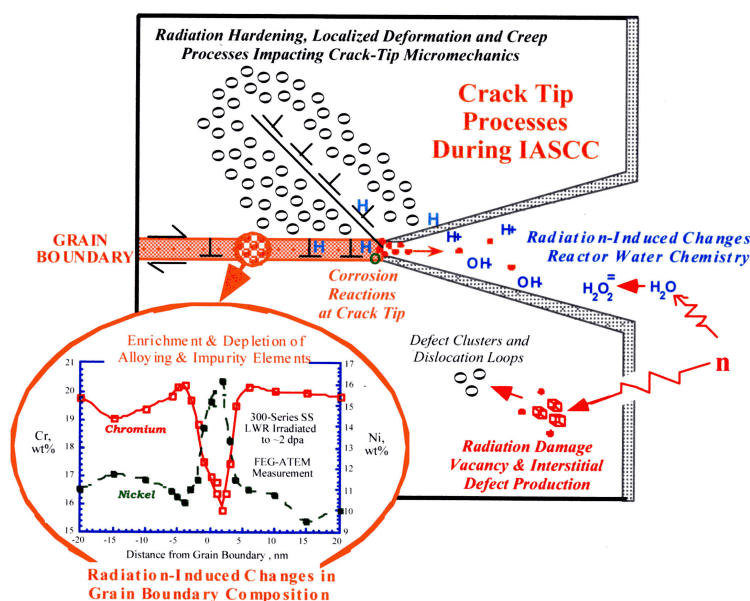 Radiation Hardening, Localized Deformation and Creep
Processes Impacting Crack-Tip Micromechanics
Crack Tip
Processes
During IASCC
GRAIN
BOUNDARY
H
H
H
H
O
H+
H+
OH-
OH-
Corrosion
Reactions
at Crack Tip
Radiation-Induced Changes
Reactor Water Chemistry
H2O2=
H2O
n
Defect Clusters and
Dislocation Loops
Radiation Damage
Vacancy & Interstitial
Defect Production
Enrichment & Depletion of
Alloying & Impurity Elements
Cr,
wt%
21
20
19
18
17
16
15
Chromium
Nickel
300-Series SS
LWR Irradiated
to ~2 dpa
FEG-ATEM
Measurement
16
15
14
13
12
11
10
9
Ni,
wt%
-20 -15 -10 -5 0 5 10 15 20
Distance from Grain Boundary , nm
Radiation-Induced Changes in
Grain Boundary Composition